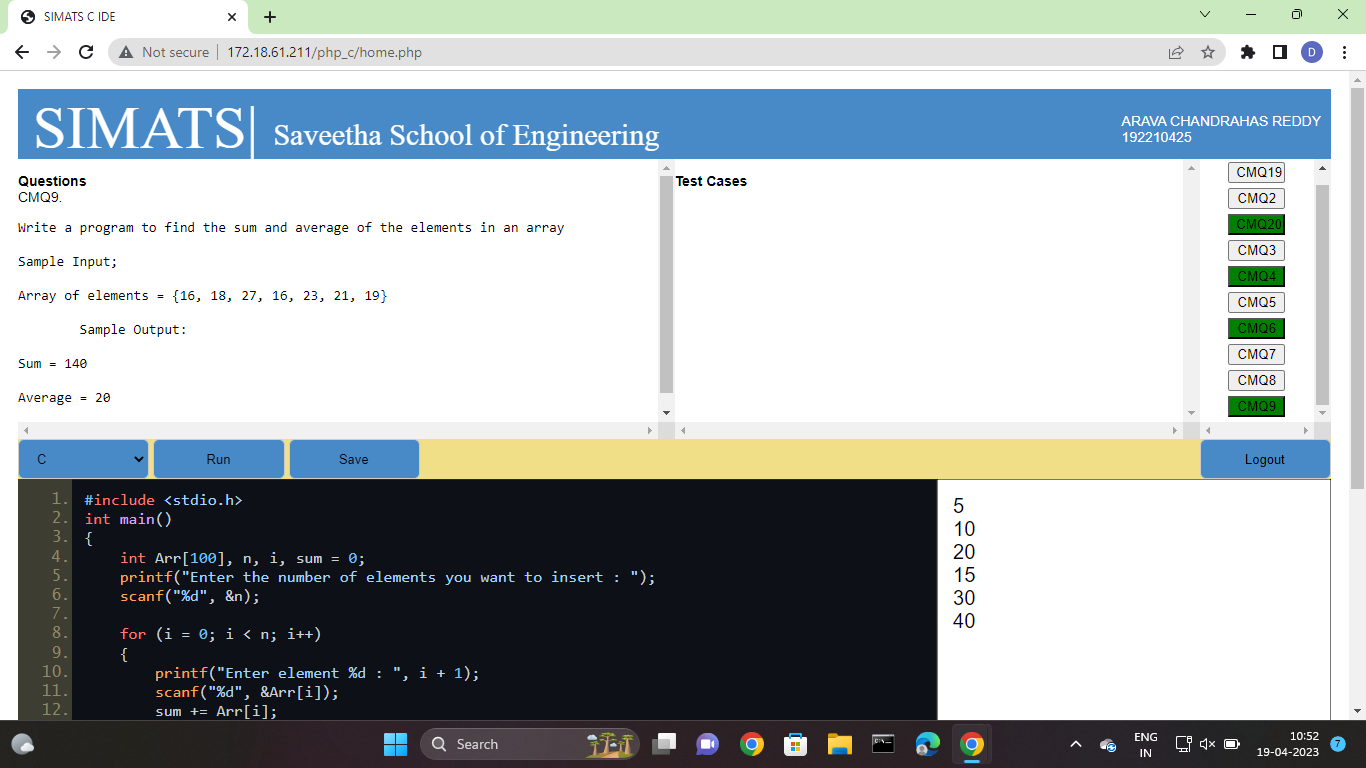 SIMATS C IDE
Not secure
172.18.61.211/php_c/home.php
D
SIMATS| Saveetha School of Engineering
ARAVA CHANDRAHAS REDDY
192210425
Questions
CMQ9.
Write a program to find the sum and average of the elements in an array
Sample Input;
Array of elements = {16, 18, 27, 16, 23, 21, 19}
Sample Output:
Sum = 140
Average = 20
Test Cases
CMQ19
CMQ2
CMQ20
CMQ3
CMQ4
CMQ5
CMQ6
CMQ7
CMQ8
CMQ9
C
Run
Save
Logout
1. #include <stdio.h>
2. int main()
3. {
4. int Arr[100], n, i, sum = 0;
5. printf("Enter the number of elements you want to insert : ");
6. scanf("%d", &n);
7.
8. for (i = 0; i < n; i++)
9. {
10. printf("Enter element %d : ", i + 1);
11. scanf("%d", &Arr[i]);
12. sum += Arr[i];
5
10
20
15
30
40
Search
ENG
IN
10:52
19-04-2023
7